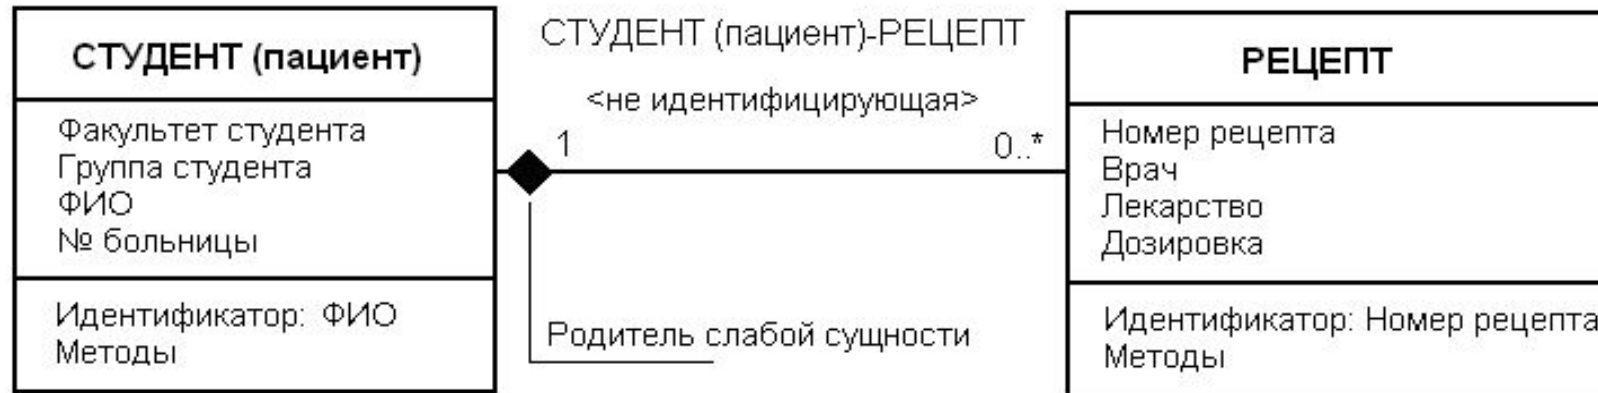 СТУДЕНТ (пациент)
Факультет студента
Группа студента
ФИО
№ больницы
Идентификатор: ФИО
Методы
СТУДЕНТ (пациент)-РЕЦЕПТ
<не идентифицирующая>
1
0..*
Родитель слабой сущности
РЕЦЕПТ
Номер рецепта
Врач
Лекарство
Дозировка
Идентификатор: Номер рецепта
Методы